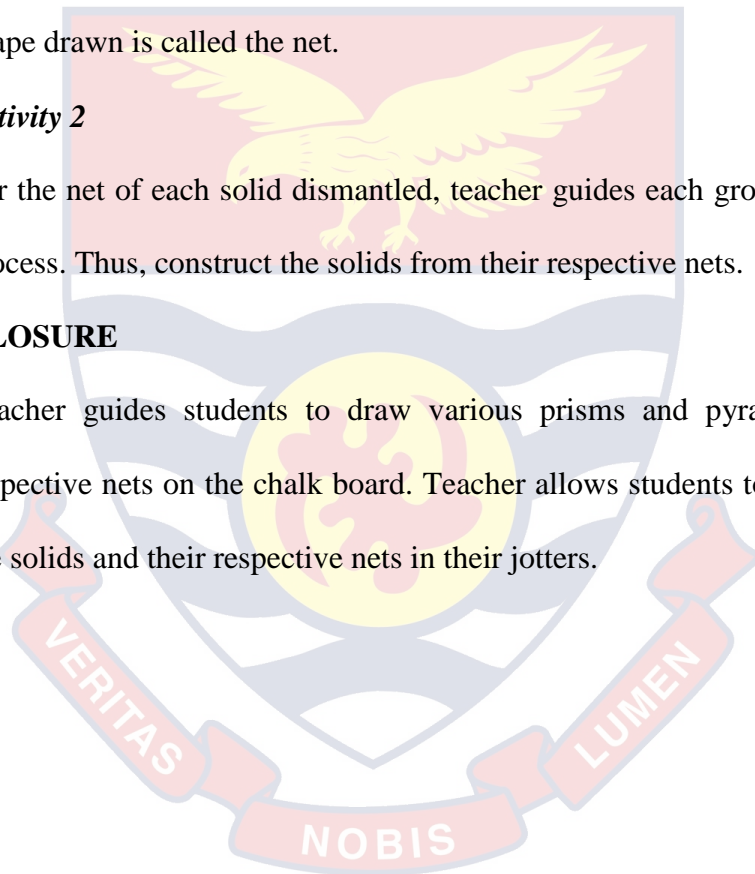 ape drawn is called the net.
tivity 2
r the net of each solid dismantled, teacher guides each gro
ocess. Thus, construct the solids from their respective nets.
LOSURE
acher guides students to draw various prisms and pyra
spective nets on the chalk board. Teacher allows students to
e solids and their respective nets in their jotters.
VERITAS
NOBIS
LUMEN